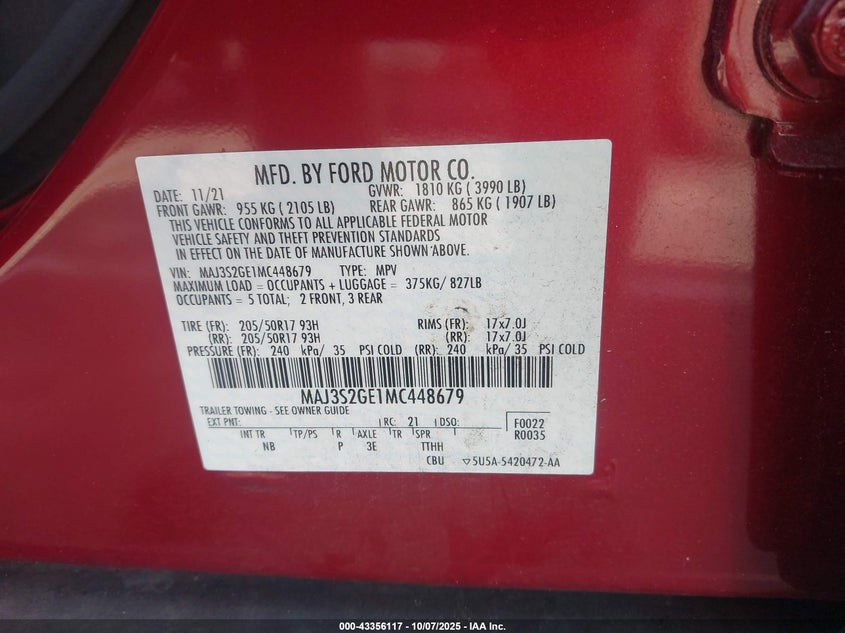 MFD. BY FORD MOTOR CO.
DATE: 11/21 GVWR: 1810 KG ( 3990 LB)
FRONT GAWR: 955 KG ( 2105 LB) REAR GAWR: 865 KG ( 1907 LB)
THIS VEHICLE CONFORMS TO ALL APPLICABLE FEDERAL MOTOR
VEHICLE SAFETY AND THEFT PREVENTION STANDARDS
IN EFFECT ON THE DATE OF MANUFACTURE SHOWN ABOVE.
VIN: MAJ3S2GE1MC448679 TYPE: MPV
MAXIMUM LOAD = OCCUPANTS + LUGGAGE = 375KG/ 827LB
OCCUPANTS = 5 TOTAL; 2 FRONT, 3 REAR
TIRE (FR): 205/50R17 93H RIMS (FR): 17x7.0J
(RR): 205/50R17 93H (RR): 17x7.0J
PRESSURE (FR): 240 kPa/ 35 PSI COLD (RR): 240 kPa/ 35 PSI COLD
MAJ3S2GE1MC448679
TRAILER TOWING - SEE OWNER GUIDE
EXT PNT: RC: 21 DSO: F0022
R0035
INT TR TP/PS R AXLE TR SPR
NB P 3E TTHH
CBU 5U5A-5420472-AA
000-43356117 - 10/07/2025 - IAA Inc.